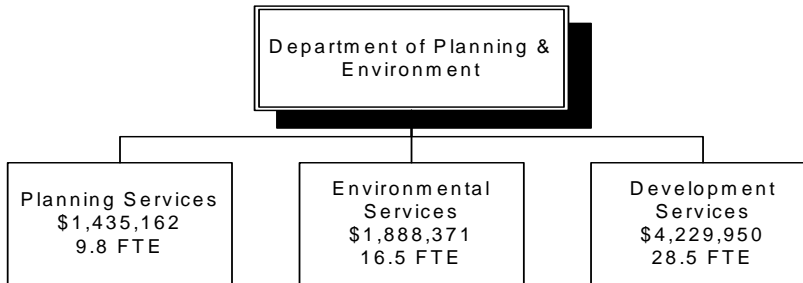 Department of Planning &
Environment
Planning Services
$1,435,162
9.8 FTE
Environmental
Services
$1,888,371
16.5 FTE
Development
Services
$4,229,950
28.5 FTE